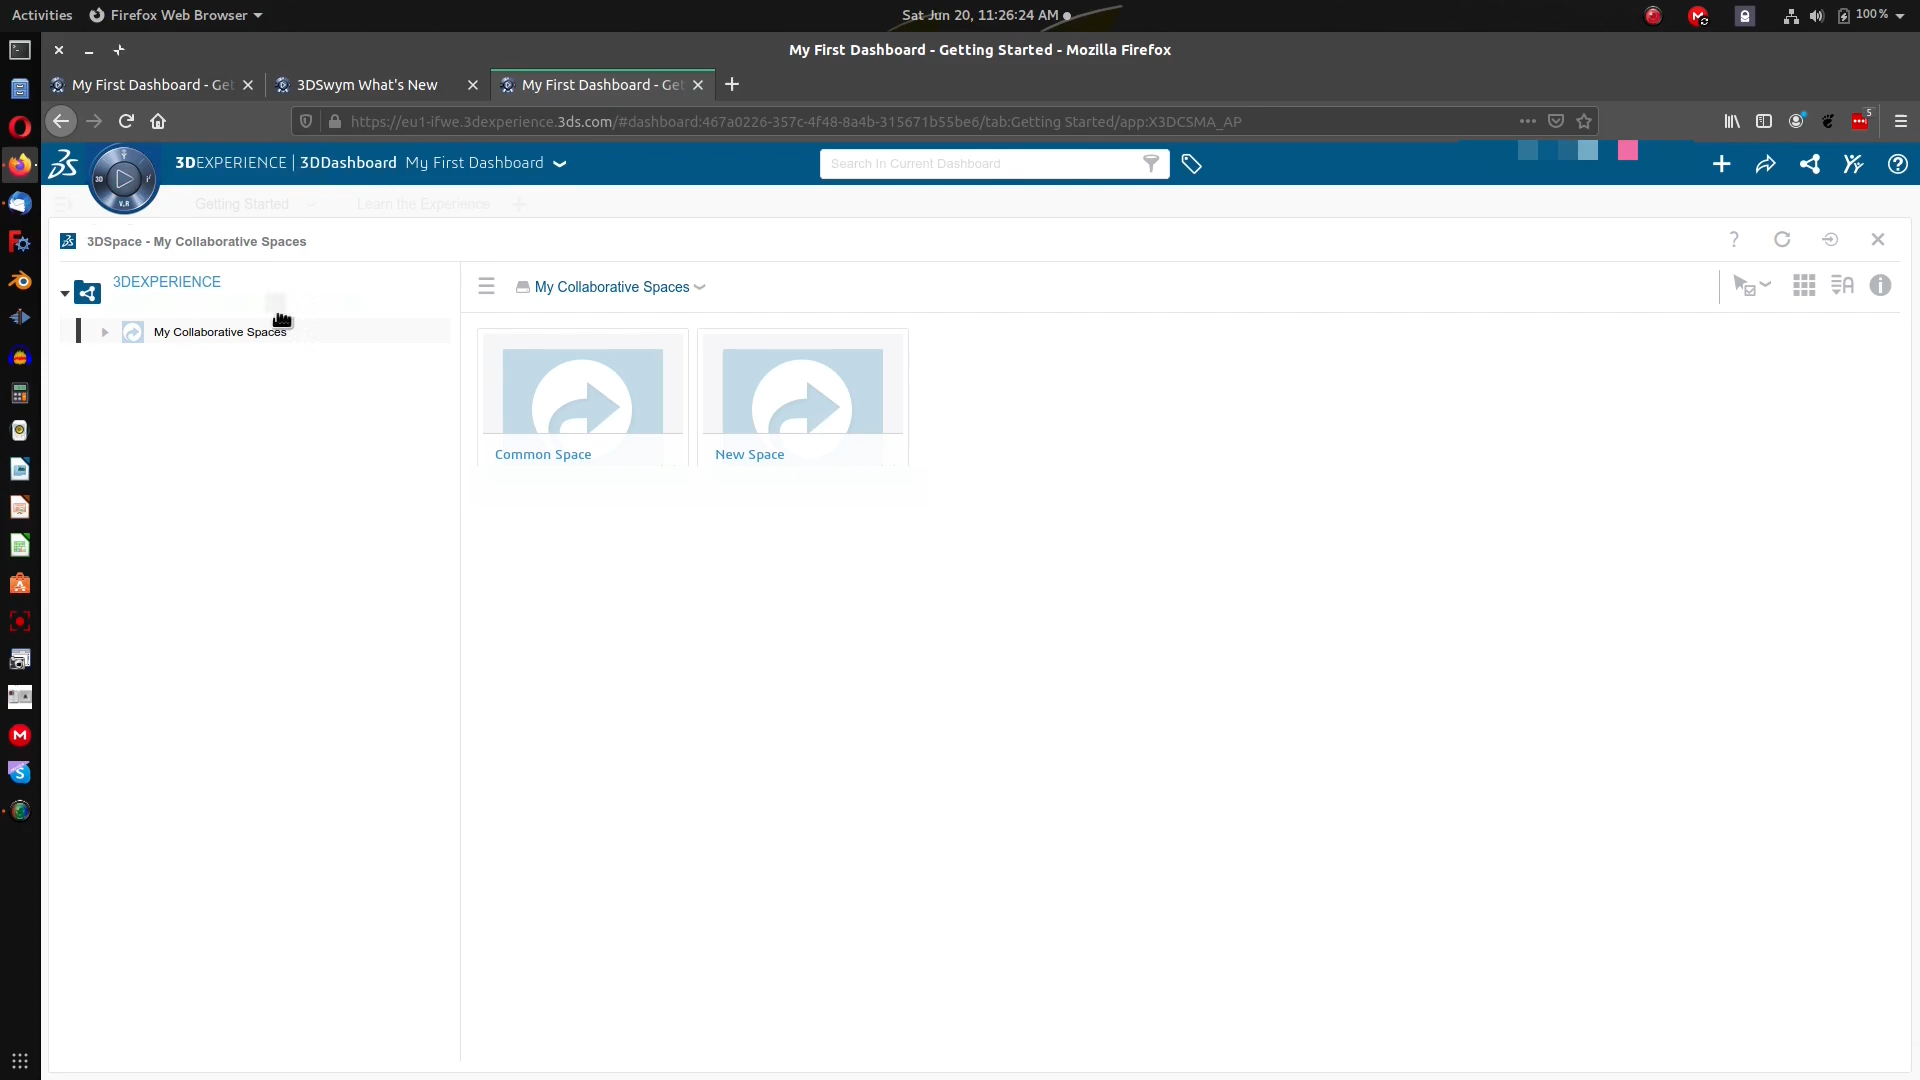 Activities
Firefox Web Browser
Sat Jun 20, 11:26:24 AM
100 %
My First Dashboard - Getting Started - Mozilla Firefox
My First Dashboard - Get
3DSwym What's New
My First Dashboard - Get
https://eu1-ifwe.3dexperience.3ds.com/#dashboard:467a0226-357c-4f48-8a4b-315671b55be6/tab:Getting Started/app:X3DCSMA_AP
5
3DEXPERIENCE | 3DDashboard My First Dashboard
Search In Current Dashboard
3D
V.R
Getting Started
Learn the Experience
3DSpace - My Collaborative Spaces
3DEXPERIENCE
My Collaborative Spaces
My Collaborative Spaces
Common Space
New Space